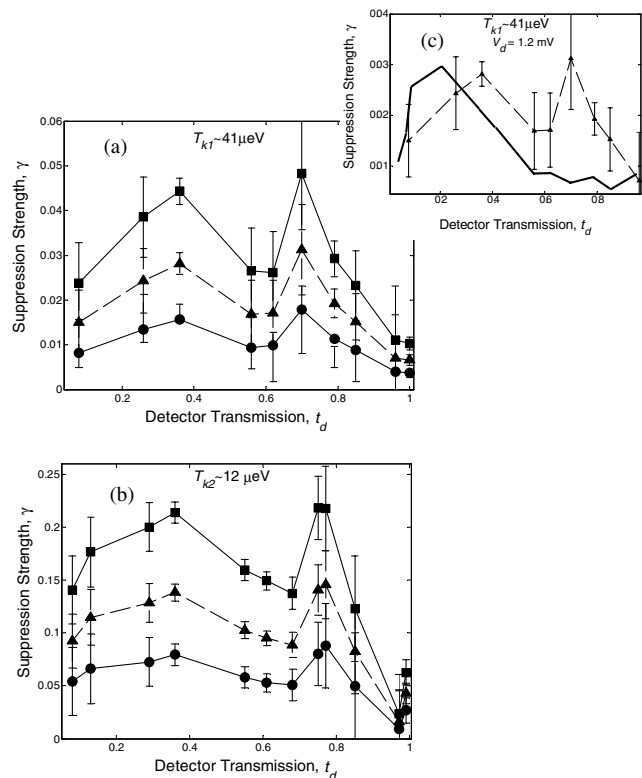 (c)
T_k1~41μeV
V_d = 1.2 mV
004
003
002
001
Suppression Strength, γ
02 04 06 0.8
Detector Transmission, t_d
(a)
T_k1~41μeV
0.06
0.05
0.04
0.03
0.02
0.01
0
Suppression Strength, γ
0.2 0.4 0.6 0.8 1
Detector Transmission, t_d
(b)
T_k2~12 μeV
0.25
0.2
0.15
0.1
0.05
0
Suppression Strength, γ
0.2 0.4 0.6 0.8 1
Detector Transmission, t_d